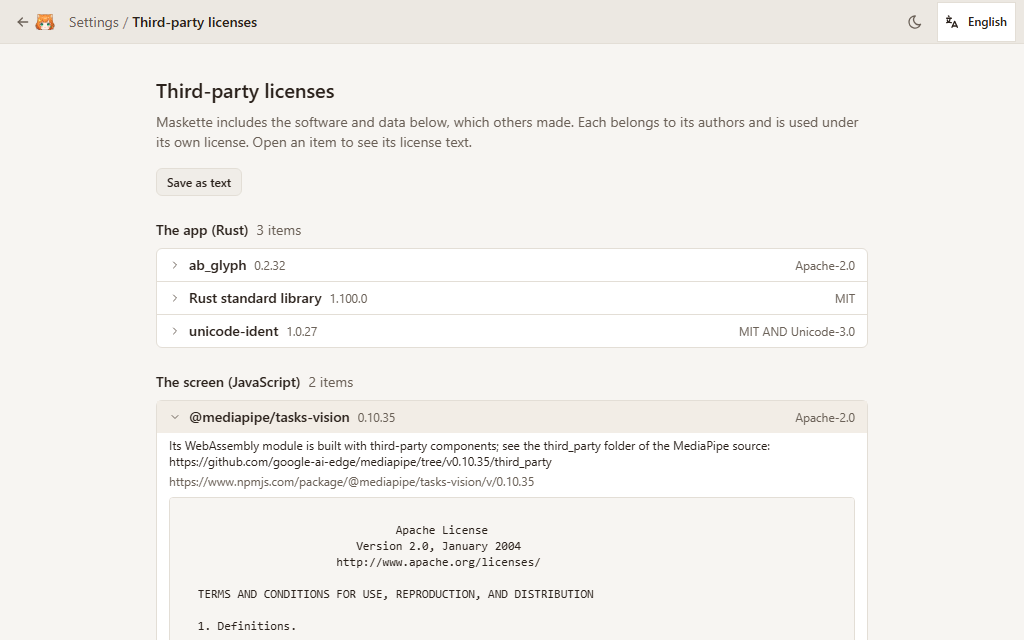 Settings / Third-party licenses
English
Third-party licenses
Maskette includes the software and data below, which others made. Each belongs to its authors and is used under
its own license. Open an item to see its license text.
Save as text
The app (Rust) 3 items
ab_glyph 0.2.32 Apache-2.0
Rust standard library 1.100.0 MIT
unicode-ident 1.0.27 MIT AND Unicode-3.0
The screen (JavaScript) 2 items
@mediapipe/tasks-vision 0.10.35 Apache-2.0
Its WebAssembly module is built with third-party components; see the third_party folder of the MediaPipe source:
https://github.com/google-ai-edge/mediapipe/tree/v0.10.35/third_party
https://www.npmjs.com/package/@mediapipe/tasks-vision/v/0.10.35
Apache License
Version 2.0, January 2004
http://www.apache.org/licenses/
TERMS AND CONDITIONS FOR USE, REPRODUCTION, AND DISTRIBUTION
1. Definitions.